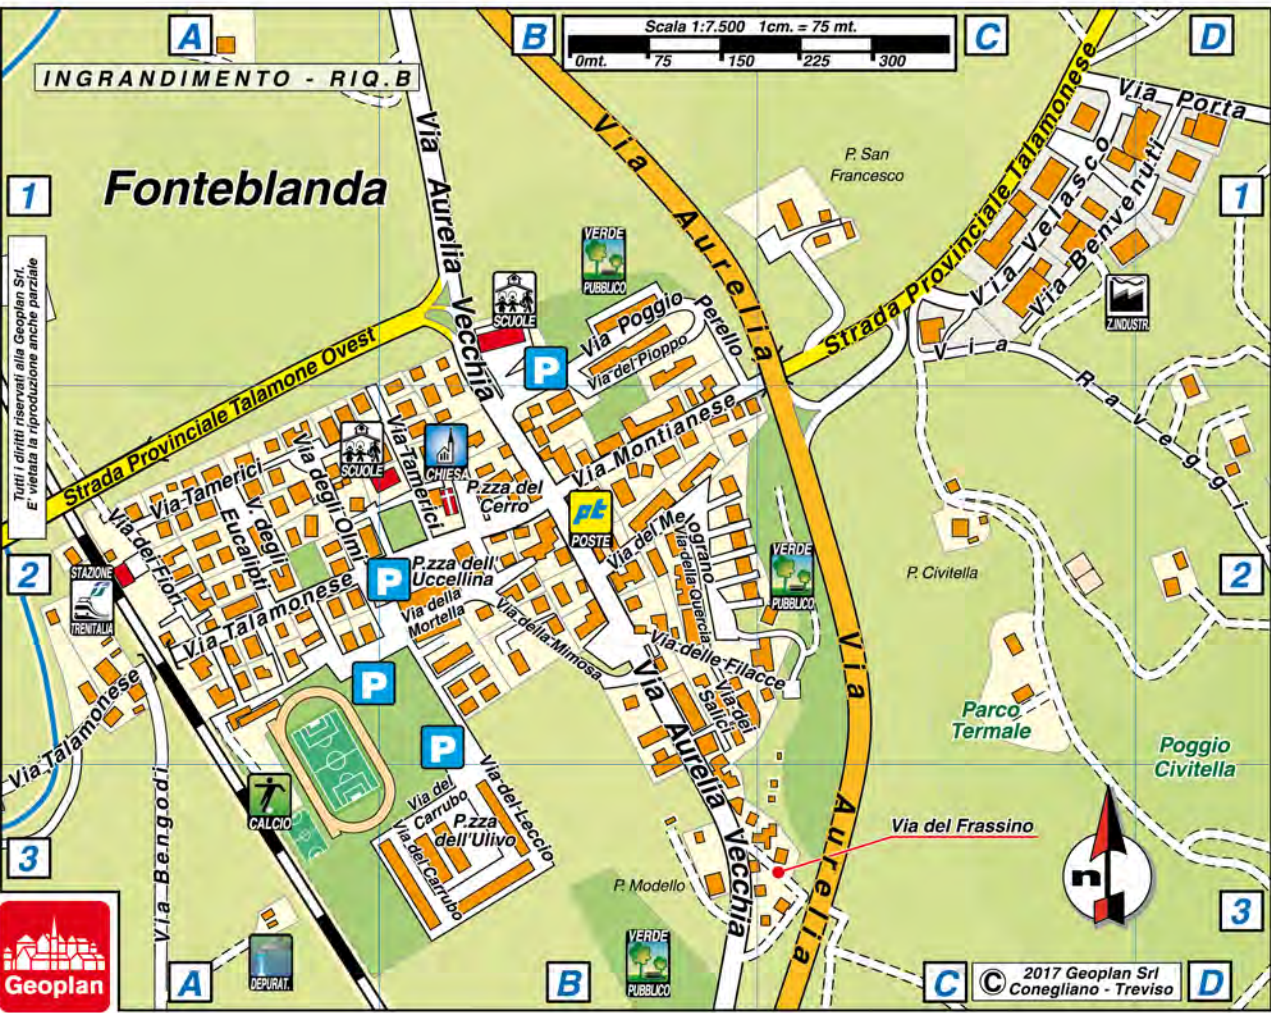 A
B
C
D
Scala 1:7.500 1cm. = 75 mt.
0mt. 75 150 225 300
INGRANDIMENTO - RIQ.B
Fonteblanda
1
1
Tutti i diritti riservati alla Geoplan Srl.
E' vietata la riproduzione anche parziale
Via Aurelia Vecchia
Via Aurelia
Strada Provinciale Talamonese
Via Porta
Via Velasco
Via Benvenuti
Z.INDUSTR.
Via Raveggi
P. San
Francesco
VERDE
PUBBLICO
SCUOLE
P
Via Poggio
Perello
Via del Pioppo
Strada Provinciale Talamone Ovest
Via Montianese
SCUOLE
CHIESA
Via Tamerici
Via Tamerici
Via degli Olmi
V. degli
Eucalipti
Via dei Fiori
P.zza del
Cerro
pt
POSTE
Via del Me
lograno
Via della Quercia
VERDE
PUBBLICO
P. Civitella
2
2
STAZIONE
TRENITALIA
P
P.zza dell'
Uccellina
Via della
Mortella
Via della Mimosa
Via Talamonese
Via delle Filacce
Via dei
Salici
Via Aurelia Vecchia
Via Aurelia
Via Talamonese
Via Bengodi
P
P
Parco
Termale
Poggio
Civitella
CALCIO
Via del
Carrubo
Via del Leccio
P.zza
dell'Ulivo
Via del Carrubo
Via del Frassino
P. Modello
n
3
3
VERDE
PUBBLICO
DEPURAT.
Geoplan
A
B
C
D
© 2017 Geoplan Srl
Conegliano - Treviso